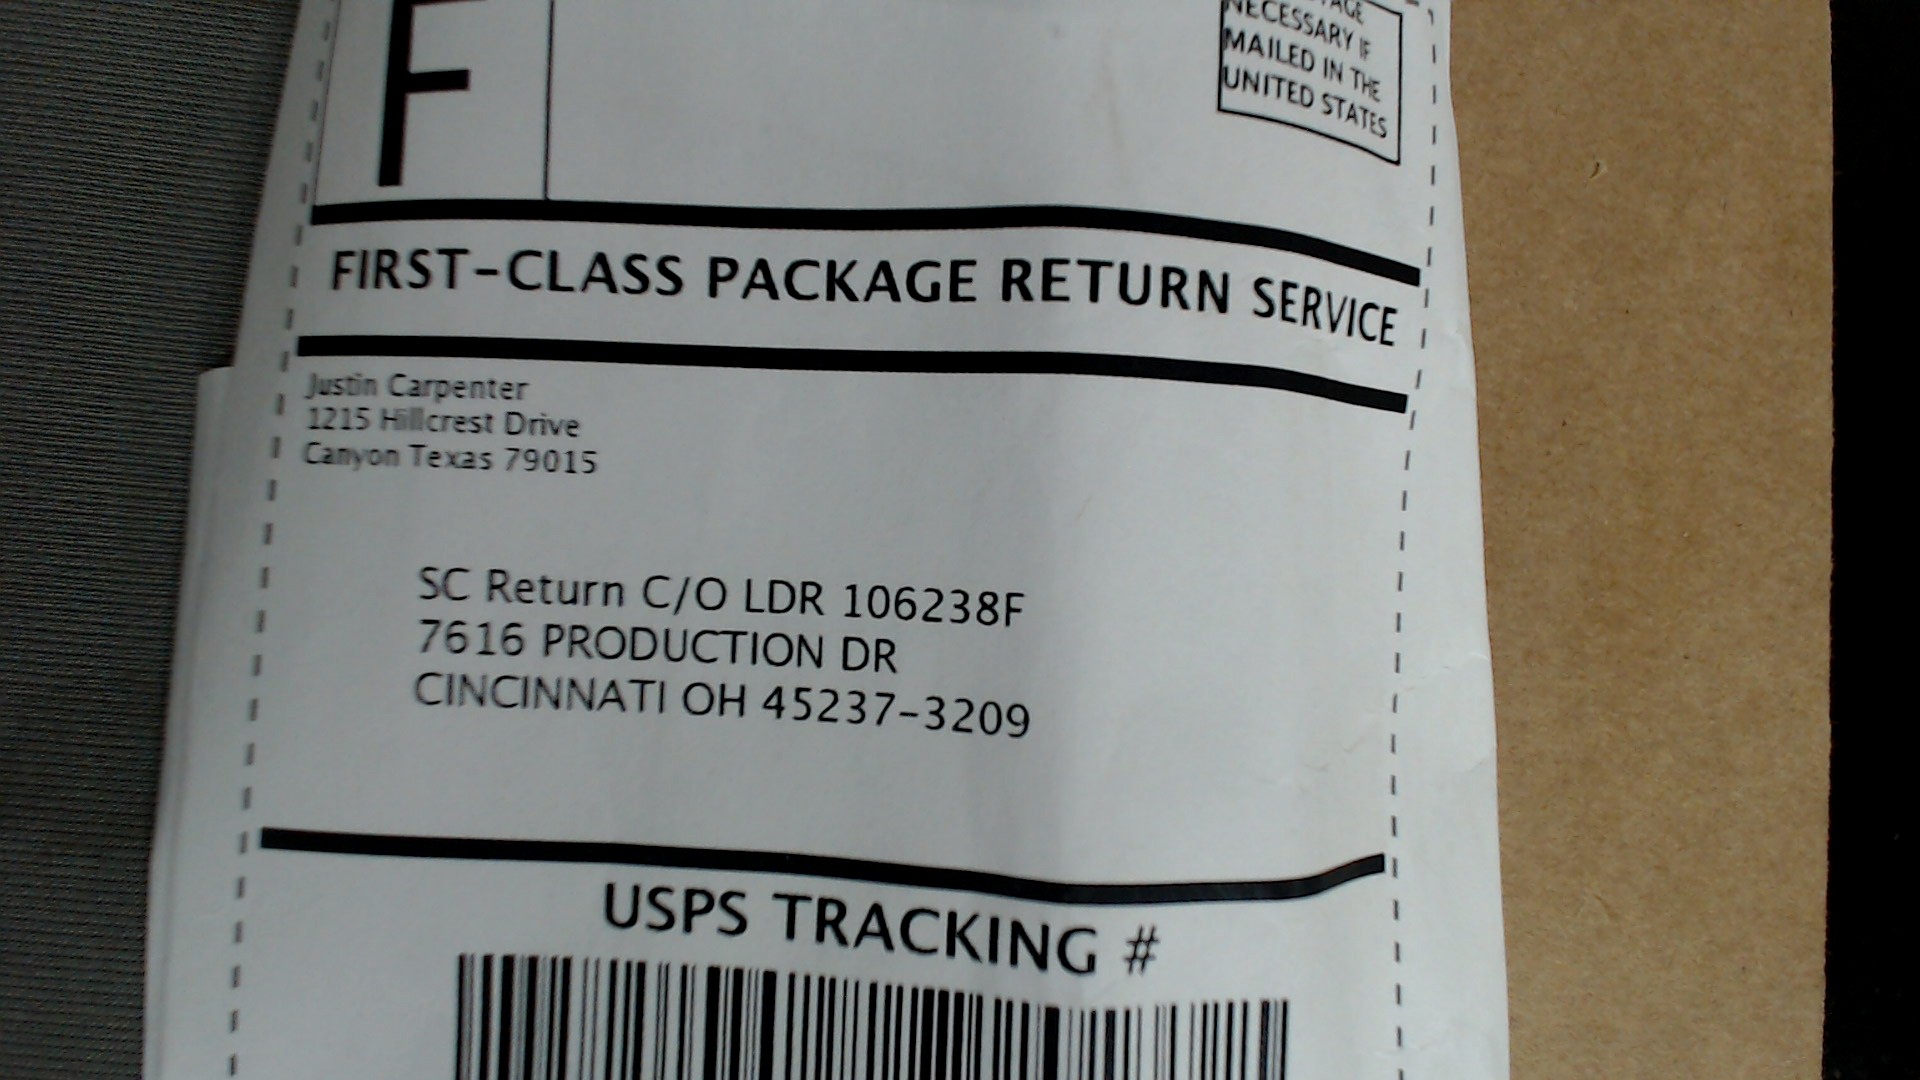 F
NECESSARY IF
MAILED IN THE
UNITED STATES
FIRST-CLASS PACKAGE RETURN SERVICE
Justin Carpenter
1215 Hillcrest Drive
Canyon Texas 79015
SC Return C/O LDR 106238F
7616 PRODUCTION DR
CINCINNATI OH 45237-3209
USPS TRACKING #